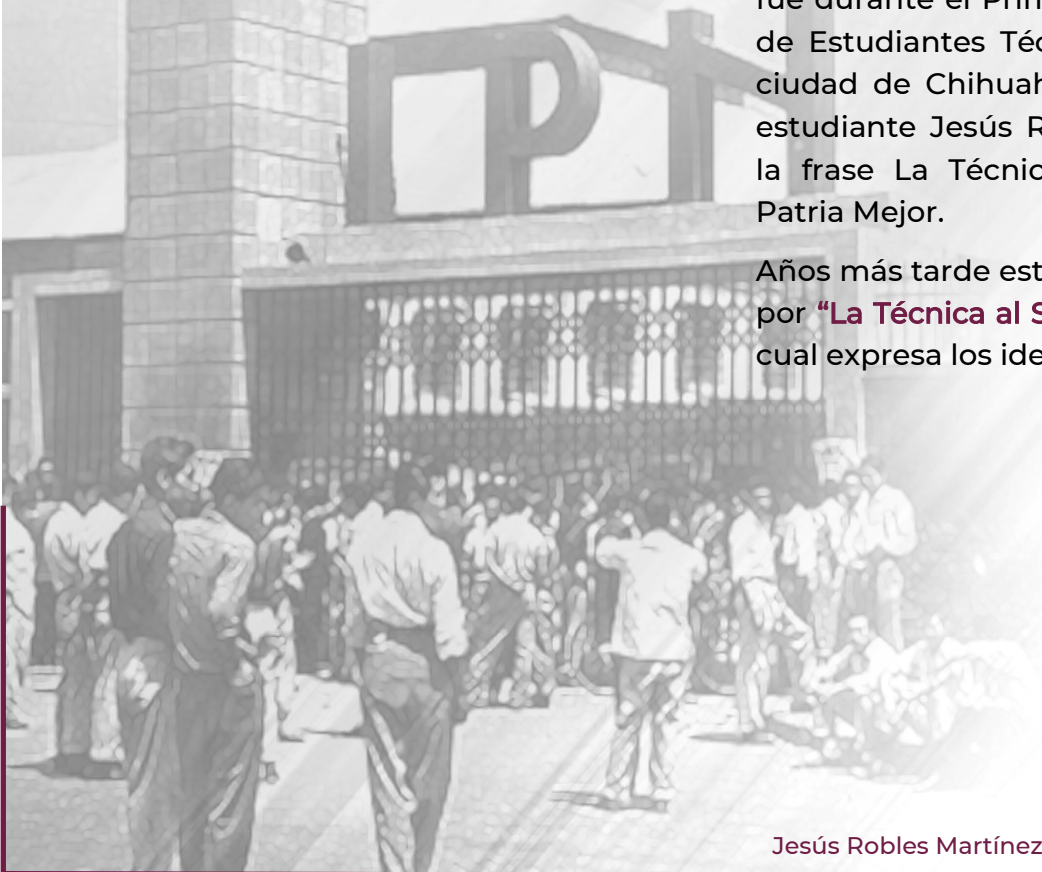 P
fue durante el Prim
de Estudiantes Téc
ciudad de Chihuah
estudiante Jesús R
la frase La Técnic
Patria Mejor.
Años más tarde est
por “La Técnica al S
cual expresa los ide
Jesús Robles Martínez